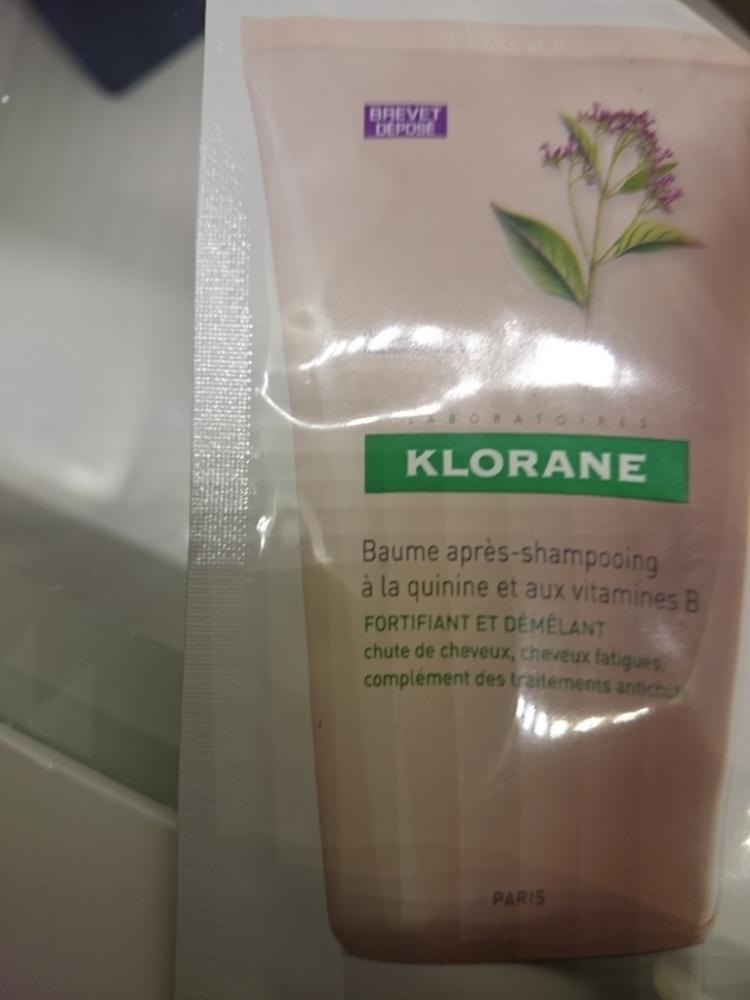 BREVET
DÉPOSÉ
LABORATOIRES
KLORANE
Baume après-shampooing
à la quinine et aux vitamines B
FORTIFIANT ET DÉMÊLANT
chute de cheveux, cheveux fatigués,
complément des traitements
PARIS